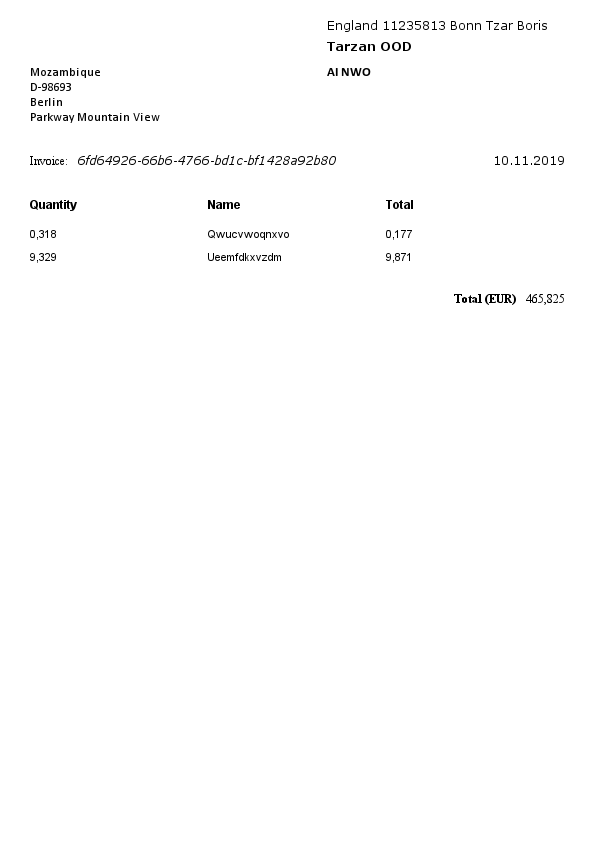 England 11235813 Bonn Tzar Boris
Tarzan OOD
Mozambique
AI NWO
D-98693
Berlin
Parkway Mountain View
Invoice: 6fd64926-66b6-4766-bd1c-bf1428a92b80 10.11.2019
Quantity Name Total
0,318 Qwucvwoqnxvo 0,177
9,329 Ueemfdkxvzdm 9,871
Total (EUR) 465,825